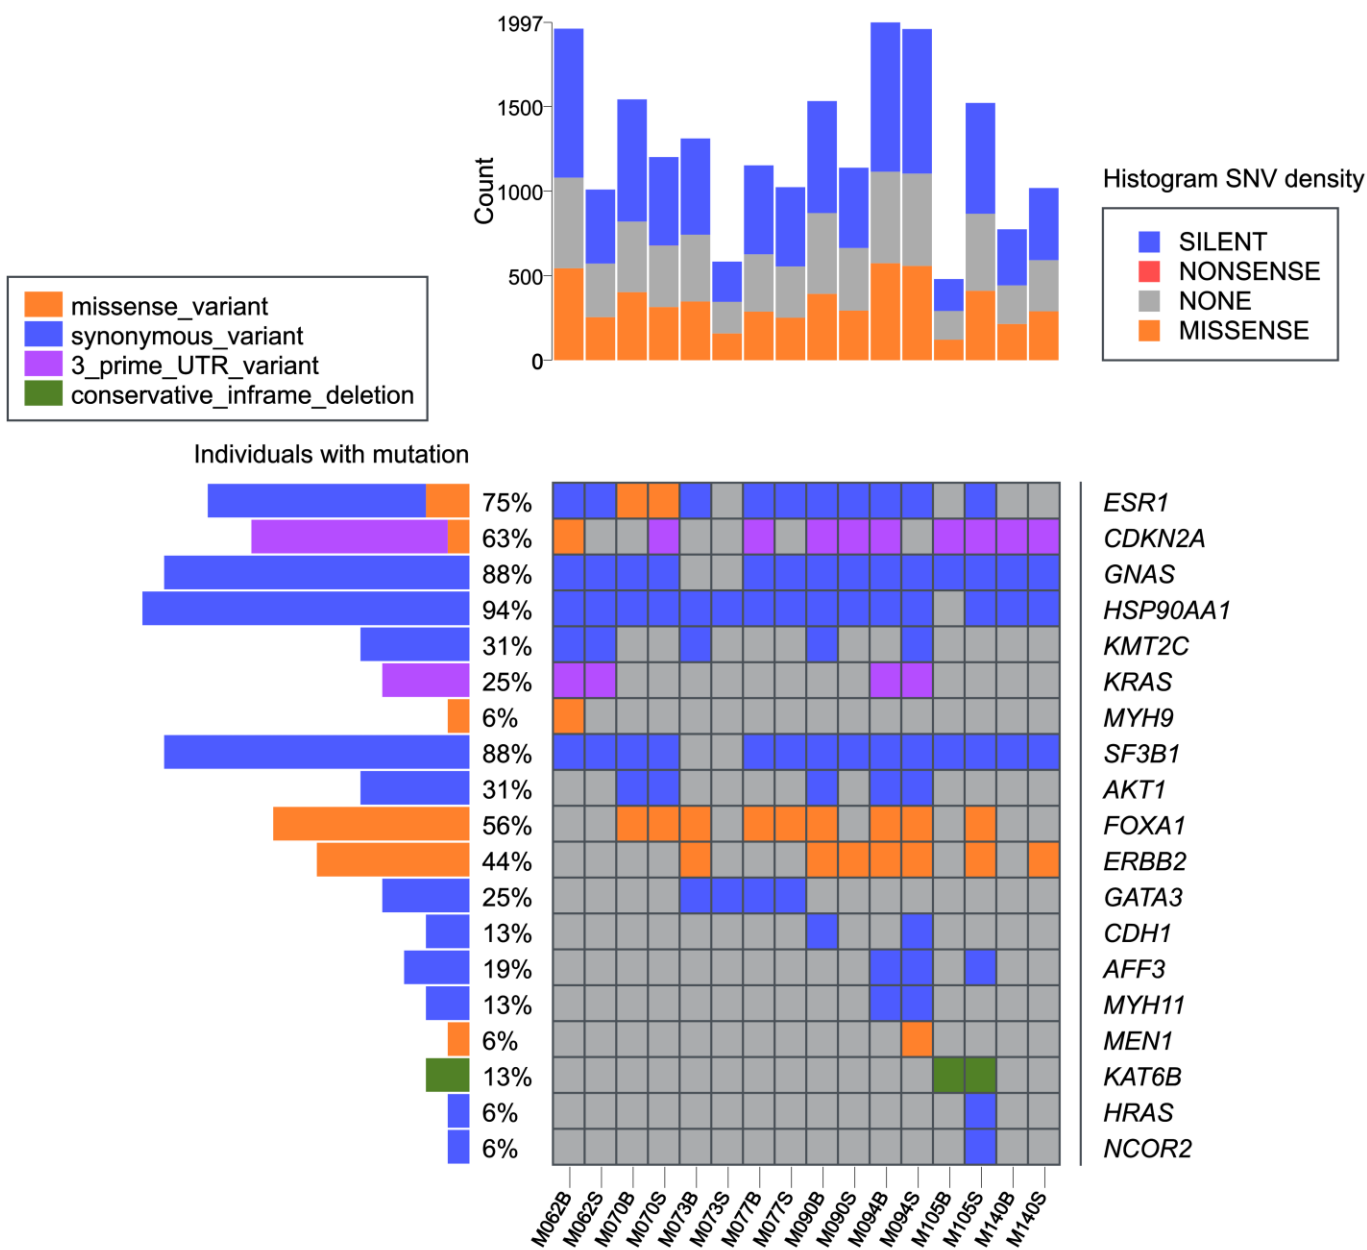 1997
1500
1000
500
0
Count
Histogram SNV density
SILENT
NONSENSE
NONE
MISSENSE
missense_variant
synonymous_variant
3_prime_UTR_variant
conservative_inframe_deletion
Individuals with mutation
75% ESR1
63% CDKN2A
88% GNAS
94% HSP90AA1
31% KMT2C
25% KRAS
6% MYH9
88% SF3B1
31% AKT1
56% FOXA1
44% ERBB2
25% GATA3
13% CDH1
19% AFF3
13% MYH11
6% MEN1
13% KAT6B
6% HRAS
6% NCOR2
M062B
M062S
M070B
M070S
M073B
M073S
M077B
M077S
M090B
M090S
M094B
M094S
M105B
M105S
M140B
M140S